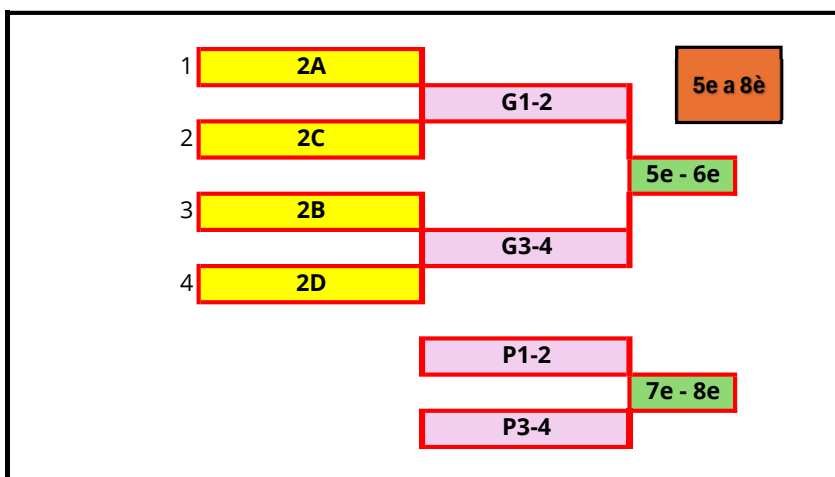 1 2A
5e a 8è
G1-2
2 2C
5e - 6e
3 2B
G3-4
4 2D
P1-2
7e - 8e
P3-4